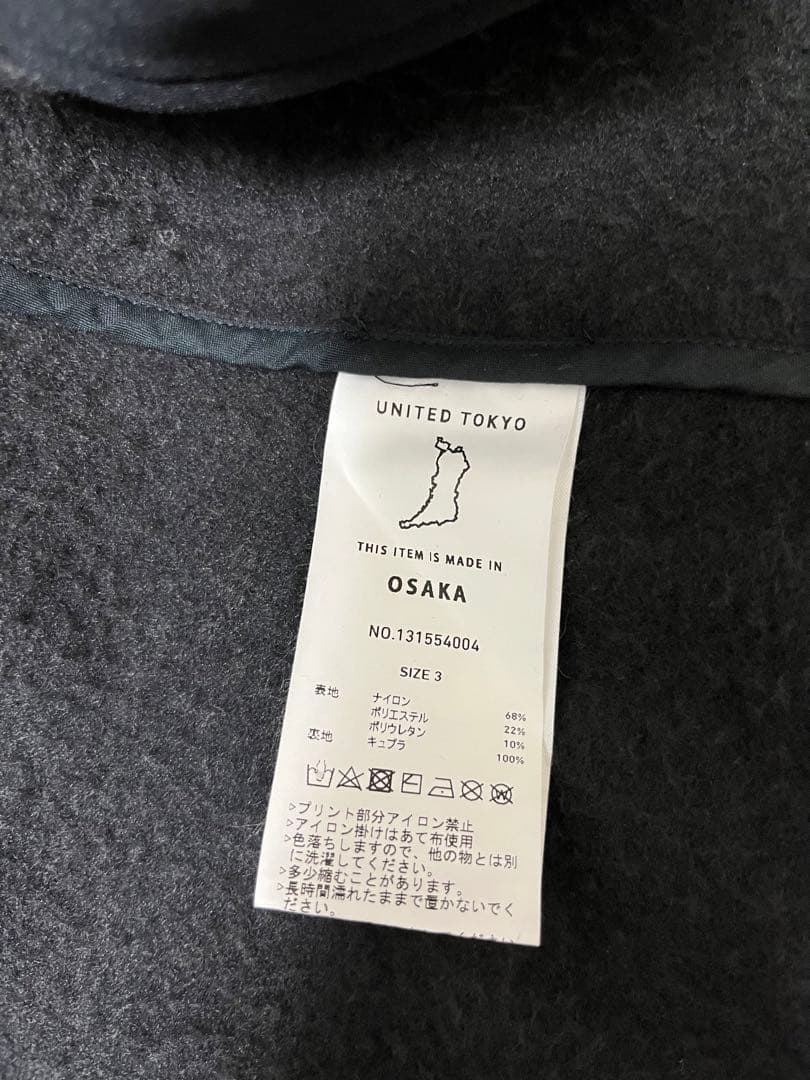 UNITED TOKYO
THIS ITEM IS MADE IN
OSAKA
NO.131554004
SIZE 3
表地 ナイロン 68%
ポリエステル 22%
ポリウレタン 10%
裏地 キュプラ 100%
>プリント部分アイロン禁止
>アイロン掛けはあて布使用
>色落ちしますので、他の物とは別
に洗濯してください。
>多少縮むことがあります。
>長時間濡れたままで置かないでく
ださい。